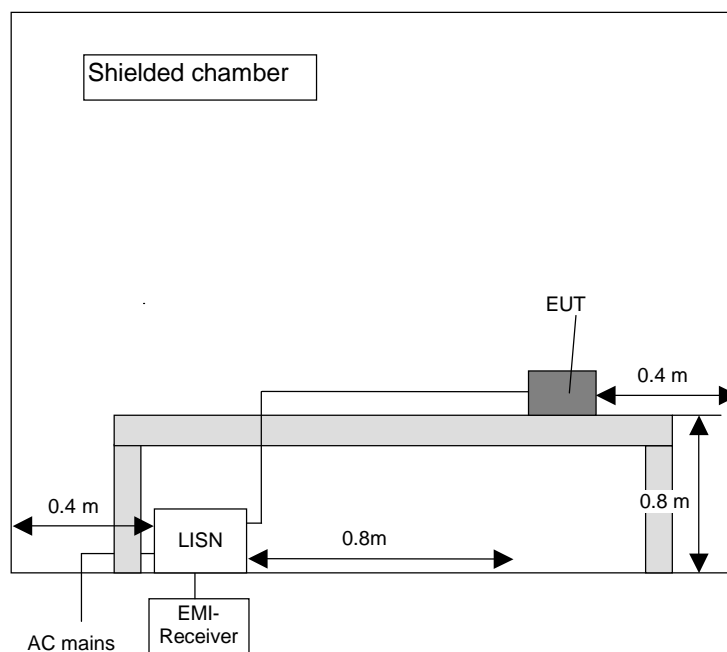 Shielded chamber
EUT
0.4 m
0.4 m
0.8 m
LISN
0.8m
EMI-
Receiver
AC mains